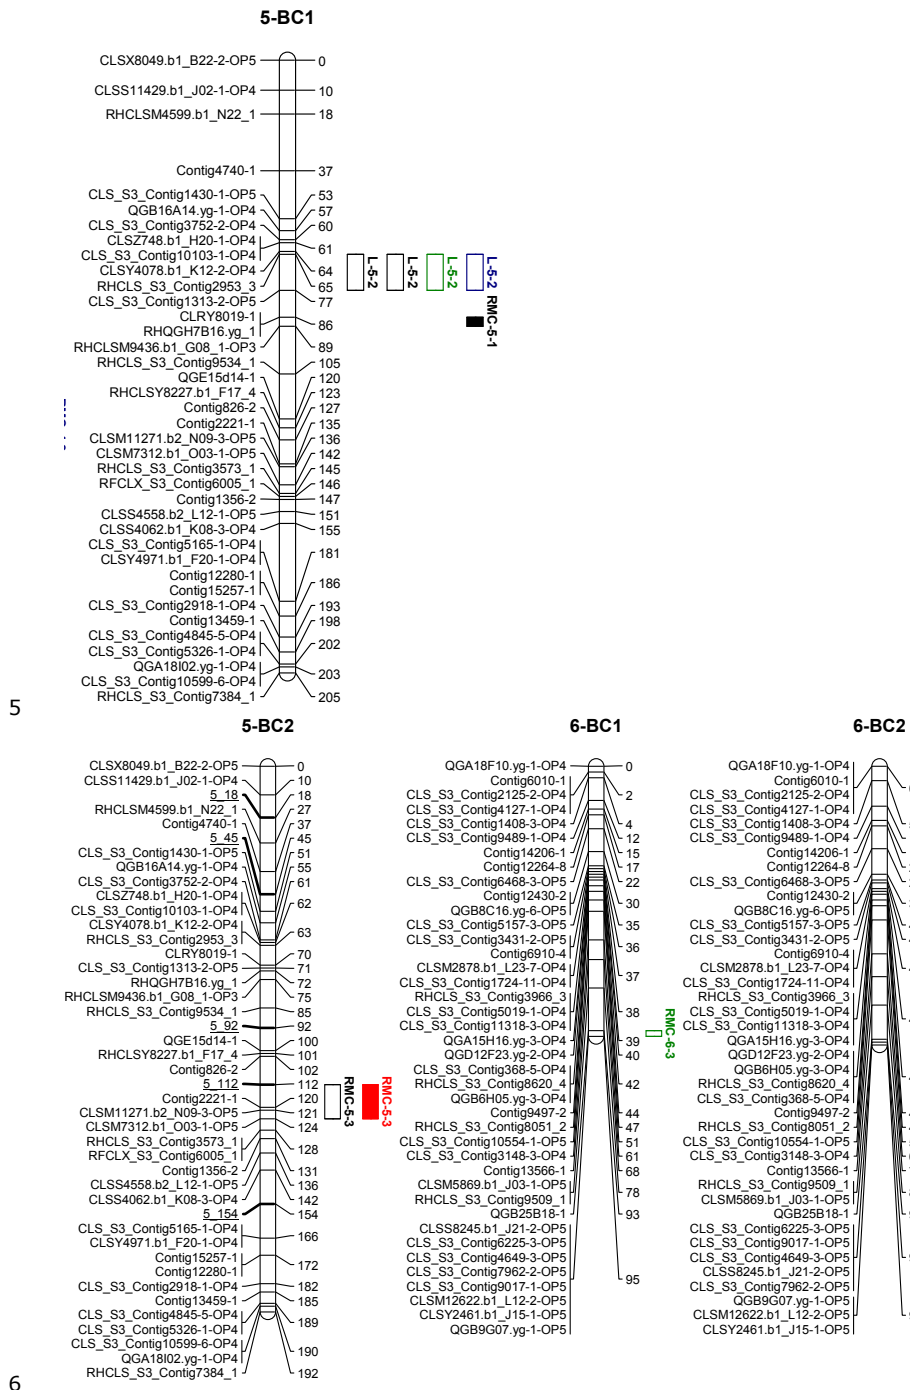 5-BC1
CLSX8049.b1_B22-2-OP5 0
CLSS11429.b1_J02-1-OP4 10
RHCLSM4599.b1_N22_1 18
Contig4740-1 37
CLS_S3_Contig1430-1-OP5 53
QGB16A14.yg-1-OP4 57
CLS_S3_Contig3752-2-OP4 60
CLSZ748.b1_H20-1-OP4
CLS_S3_Contig10103-1-OP4 61
CLSY4078.b1_K12-2-OP4 64
RHCLS_S3_Contig2953_3 65
CLS_S3_Contig1313-2-OP5 77
CLRY8019-1
RHQGH7B16.yg_1 86
RHCLSM9436.b1_G08_1-OP3 89
RHCLS_S3_Contig9534_1 105
QGE15d14-1 120
RHCLSY8227.b1_F17_4 123
Contig826-2 127
Contig2221-1 135
CLSM11271.b2_N09-3-OP5 136
CLSM7312.b1_O03-1-OP5 142
RHCLS_S3_Contig3573_1 145
RFCLX_S3_Contig6005_1 146
Contig1356-2 147
CLSS4558.b2_L12-1-OP5 151
CLSS4062.b1_K08-3-OP4 155
CLS_S3_Contig5165-1-OP4
CLSY4971.b1_F20-1-OP4 181
Contig12280-1
Contig15257-1 186
CLS_S3_Contig2918-1-OP4 193
Contig13459-1 198
CLS_S3_Contig4845-5-OP4
CLS_S3_Contig5326-1-OP4 202
QGA18I02.yg-1-OP4
CLS_S3_Contig10599-6-OP4 203
RHCLS_S3_Contig7384_1 205
L-5-2
L-5-2
L-5-2
L-5-2
RMC-5-1
5
5-BC2
CLSX8049.b1_B22-2-OP5 0
CLSS11429.b1_J02-1-OP4 10
5_18 18
RHCLSM4599.b1_N22_1 27
Contig4740-1 37
5_45 45
CLS_S3_Contig1430-1-OP5 51
QGB16A14.yg-1-OP4 55
CLS_S3_Contig3752-2-OP4 61
CLSZ748.b1_H20-1-OP4
CLS_S3_Contig10103-1-OP4 62
CLSY4078.b1_K12-2-OP4
RHCLS_S3_Contig2953_3 63
CLRY8019-1 70
CLS_S3_Contig1313-2-OP5 71
RHQGH7B16.yg_1 72
RHCLSM9436.b1_G08_1-OP3 75
RHCLS_S3_Contig9534_1 85
5_92 92
QGE15d14-1 100
RHCLSY8227.b1_F17_4 101
Contig826-2 102
5_112 112
Contig2221-1 120
CLSM11271.b2_N09-3-OP5 121
CLSM7312.b1_O03-1-OP5 124
RHCLS_S3_Contig3573_1
RFCLX_S3_Contig6005_1 128
Contig1356-2 131
CLSS4558.b2_L12-1-OP5 136
CLSS4062.b1_K08-3-OP4 142
5_154 154
CLS_S3_Contig5165-1-OP4
CLSY4971.b1_F20-1-OP4 166
Contig15257-1
Contig12280-1 172
CLS_S3_Contig2918-1-OP4 182
Contig13459-1 185
CLS_S3_Contig4845-5-OP4
CLS_S3_Contig5326-1-OP4 189
CLS_S3_Contig10599-6-OP4
QGA18I02.yg-1-OP4 190
RHCLS_S3_Contig7384_1 192
RMC-5-3
RMC-5-3
6-BC1
QGA18F10.yg-1-OP4 0
Contig6010-1
CLS_S3_Contig2125-2-OP4 2
CLS_S3_Contig4127-1-OP4
CLS_S3_Contig1408-3-OP4 4
CLS_S3_Contig9489-1-OP4 12
Contig14206-1 15
Contig12264-8 17
CLS_S3_Contig6468-3-OP5 22
Contig12430-2
QGB8C16.yg-6-OP5 30
CLS_S3_Contig5157-3-OP5 35
CLS_S3_Contig3431-2-OP5
Contig6910-4 36
CLSM2878.b1_L23-7-OP4
CLS_S3_Contig1724-11-OP4 37
RHCLS_S3_Contig3966_3
CLS_S3_Contig5019-1-OP4 38
CLS_S3_Contig11318-3-OP4
QGA15H16.yg-3-OP4 39
QGD12F23.yg-2-OP4 40
CLS_S3_Contig368-5-OP4
RHCLS_S3_Contig8620_4 42
QGB6H05.yg-3-OP4
Contig9497-2 44
RHCLS_S3_Contig8051_2 47
CLS_S3_Contig10554-1-OP5 51
CLS_S3_Contig3148-3-OP4 61
Contig13566-1 68
CLSM5869.b1_J03-1-OP5
RHCLS_S3_Contig9509_1 78
QGB25B18-1 93
CLSS8245.b1_J21-2-OP5
CLS_S3_Contig6225-3-OP5
CLS_S3_Contig4649-3-OP5
CLS_S3_Contig7962-2-OP5 95
CLS_S3_Contig9017-1-OP5
CLSM12622.b1_L12-2-OP5
CLSY2461.b1_J15-1-OP5
QGB9G07.yg-1-OP5
RMC-6-3
6-BC2
QGA18F10.yg-1-OP4
Contig6010-1
CLS_S3_Contig2125-2-OP4
CLS_S3_Contig4127-1-OP4
CLS_S3_Contig1408-3-OP4
CLS_S3_Contig9489-1-OP4
Contig14206-1
Contig12264-8
CLS_S3_Contig6468-3-OP5
Contig12430-2
QGB8C16.yg-6-OP5
CLS_S3_Contig5157-3-OP5
CLS_S3_Contig3431-2-OP5
Contig6910-4
CLSM2878.b1_L23-7-OP4
CLS_S3_Contig1724-11-OP4
RHCLS_S3_Contig3966_3
CLS_S3_Contig5019-1-OP4
CLS_S3_Contig11318-3-OP4
QGA15H16.yg-3-OP4
QGD12F23.yg-2-OP4
QGB6H05.yg-3-OP4
RHCLS_S3_Contig8620_4
CLS_S3_Contig368-5-OP4
Contig9497-2
RHCLS_S3_Contig8051_2
CLS_S3_Contig10554-1-OP5
CLS_S3_Contig3148-3-OP4
Contig13566-1
RHCLS_S3_Contig9509_1
CLSM5869.b1_J03-1-OP5
QGB25B18-1
CLS_S3_Contig6225-3-OP5
CLS_S3_Contig9017-1-OP5
CLS_S3_Contig4649-3-OP5
CLSS8245.b1_J21-2-OP5
CLS_S3_Contig7962-2-OP5
QGB9G07.yg-1-OP5
CLSM12622.b1_L12-2-OP5
CLSY2461.b1_J15-1-OP5
6